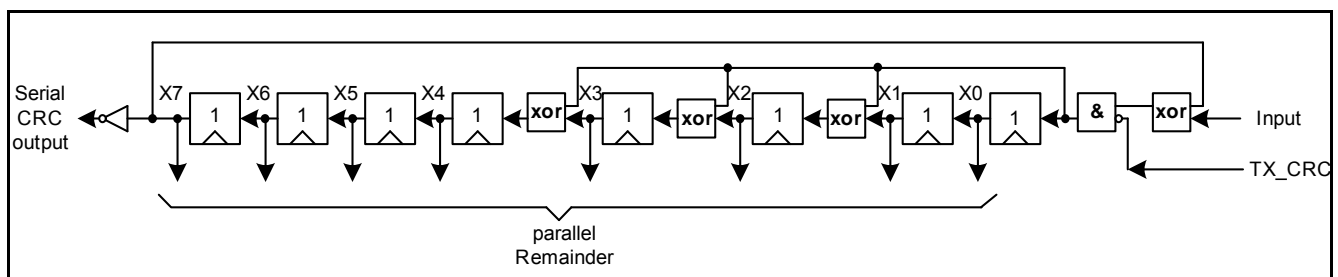 Serial
CRC
output
X7
X6
X5
X4
X3
X2
X1
X0
1
1
1
1
xor
1
xor
1
xor
1
1
&
xor
Input
TX_CRC
parallel
Remainder